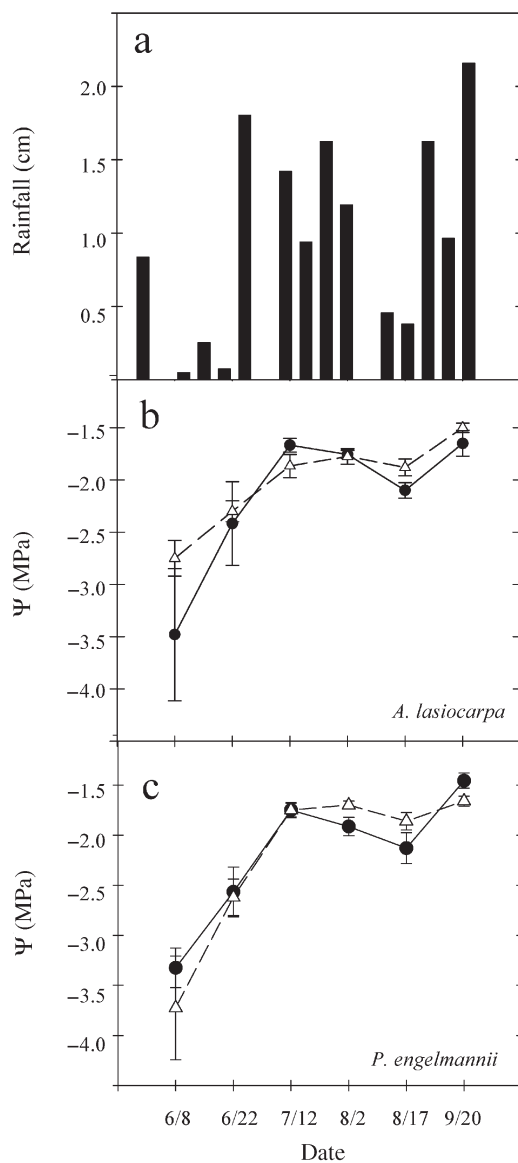 a
2.0
1.5
1.0
0.5
Rainfall (cm)
b
−1.5
−2.0
−2.5
−3.0
−3.5
−4.0
Ψ (MPa)
A. lasiocarpa
c
−1.5
−2.0
−2.5
−3.0
−3.5
−4.0
Ψ (MPa)
P. engelmannii
6/8 6/22 7/12 8/2 8/17 9/20
Date